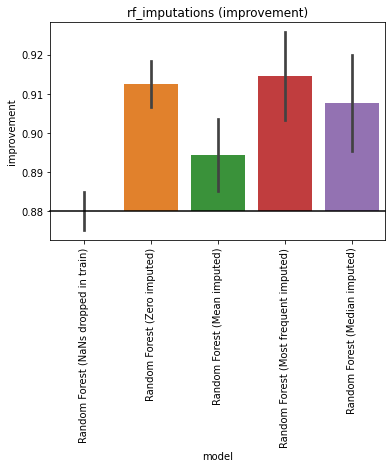 rf_imputations (improvement)
improvement
0.92
0.91
0.90
0.89
0.88
Random Forest (NaNs dropped in train)
Random Forest (Zero imputed)
Random Forest (Mean imputed)
Random Forest (Most frequent imputed)
Random Forest (Median imputed)
model